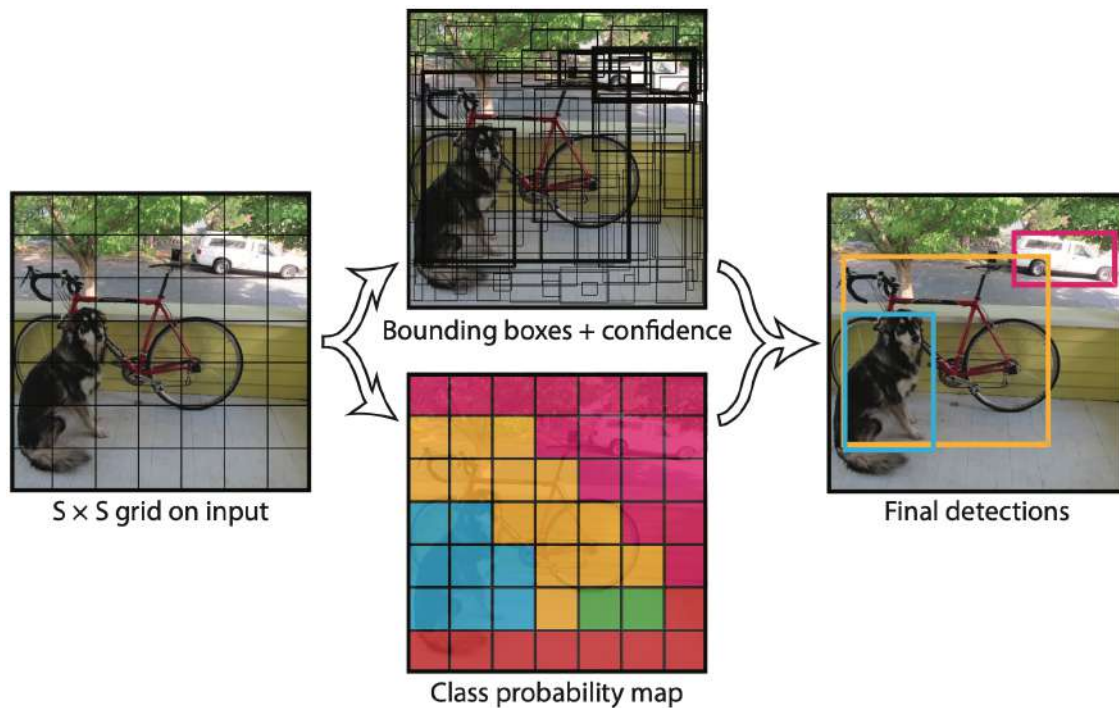 S × S grid on input
Bounding boxes + confidence
Class probability map
Final detections